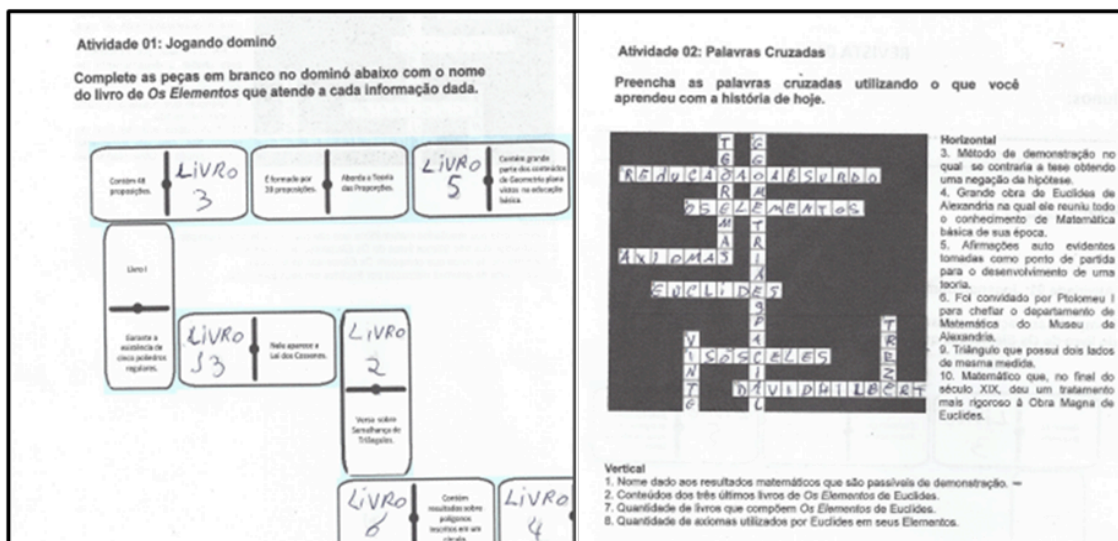 Atividade 01: Jogando dominó
Complete as peças em branco no dominó abaixo com o nome
do livro de Os Elementos que atende a cada informação dada.
Contém 48
proposições.
LIVRO
3
É formado por
39 proposições.
Aborda a Teoria
das Proporções.
LIVRO
5
Contém grande
parte dos conteúdos
de Geometria plana
vistos na educação
básica.
Livro I
Garante a
existência de
cinco poliedros
regulares.
LIVRO
13
Nele aparece a
Lei dos Cossenos.
LIVRO
2
Versa sobre
Semelhança de
Triângulos.
LIVRO
6
Contém
resultados sobre
polígonos
inscritos em um
círculo.
LIVRO
4
Atividade 02: Palavras Cruzadas
Preencha as palavras cruzadas utilizando o que você
aprendeu com a história de hoje.
TEOREMAS
GEOMETRIAESPACIAL
REDUCAOAOABSURDO
OSELEMENTOS
AXIOMAS
EUCLIDES
VINTE
TREZE
ISOSCELES
DAVIDHILBERT
Horizontal
3. Método de demonstração no
qual se contraria a tese obtendo
uma negação da hipótese.
4. Grande obra de Euclides de
Alexandria na qual ele reuniu todo
o conhecimento de Matemática
básica de sua época.
5. Afirmações auto evidentes
tomadas como ponto de partida
para o desenvolvimento de uma
teoria.
6. Foi convidado por Ptolomeu I
para chefiar o departamento de
Matemática do Museu de
Alexandria.
9. Triângulo que possui dois lados
de mesma medida.
10. Matemático que, no final do
século XIX, deu um tratamento
mais rigoroso à Obra Magna de
Euclides.
Vertical
1. Nome dado aos resultados matemáticos que são passíveis de demonstração.
2. Conteúdos dos três últimos livros de Os Elementos de Euclides.
7. Quantidade de livros que compõem Os Elementos de Euclides.
8. Quantidade de axiomas utilizados por Euclides em seus Elementos.